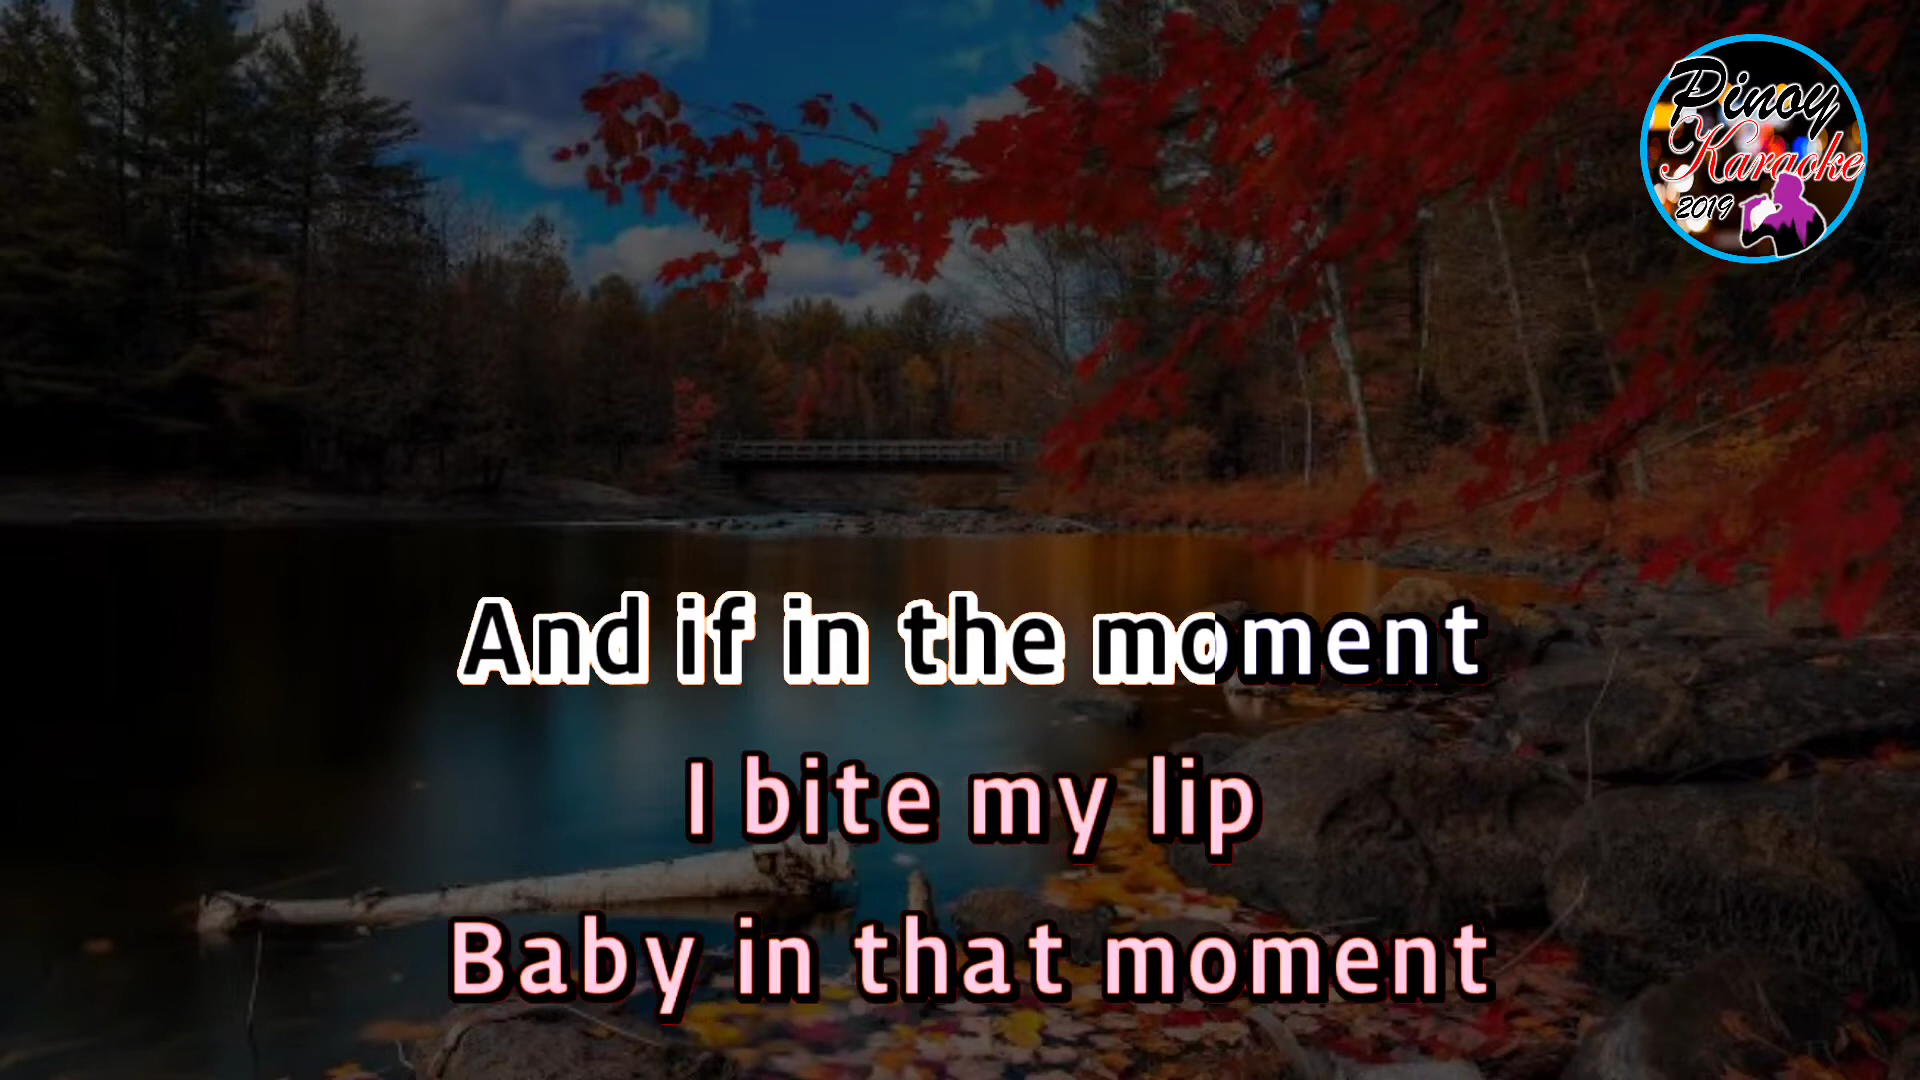 Pinoy
Karaoke
2019
And if in the moment
I bite my lip
Baby in that moment